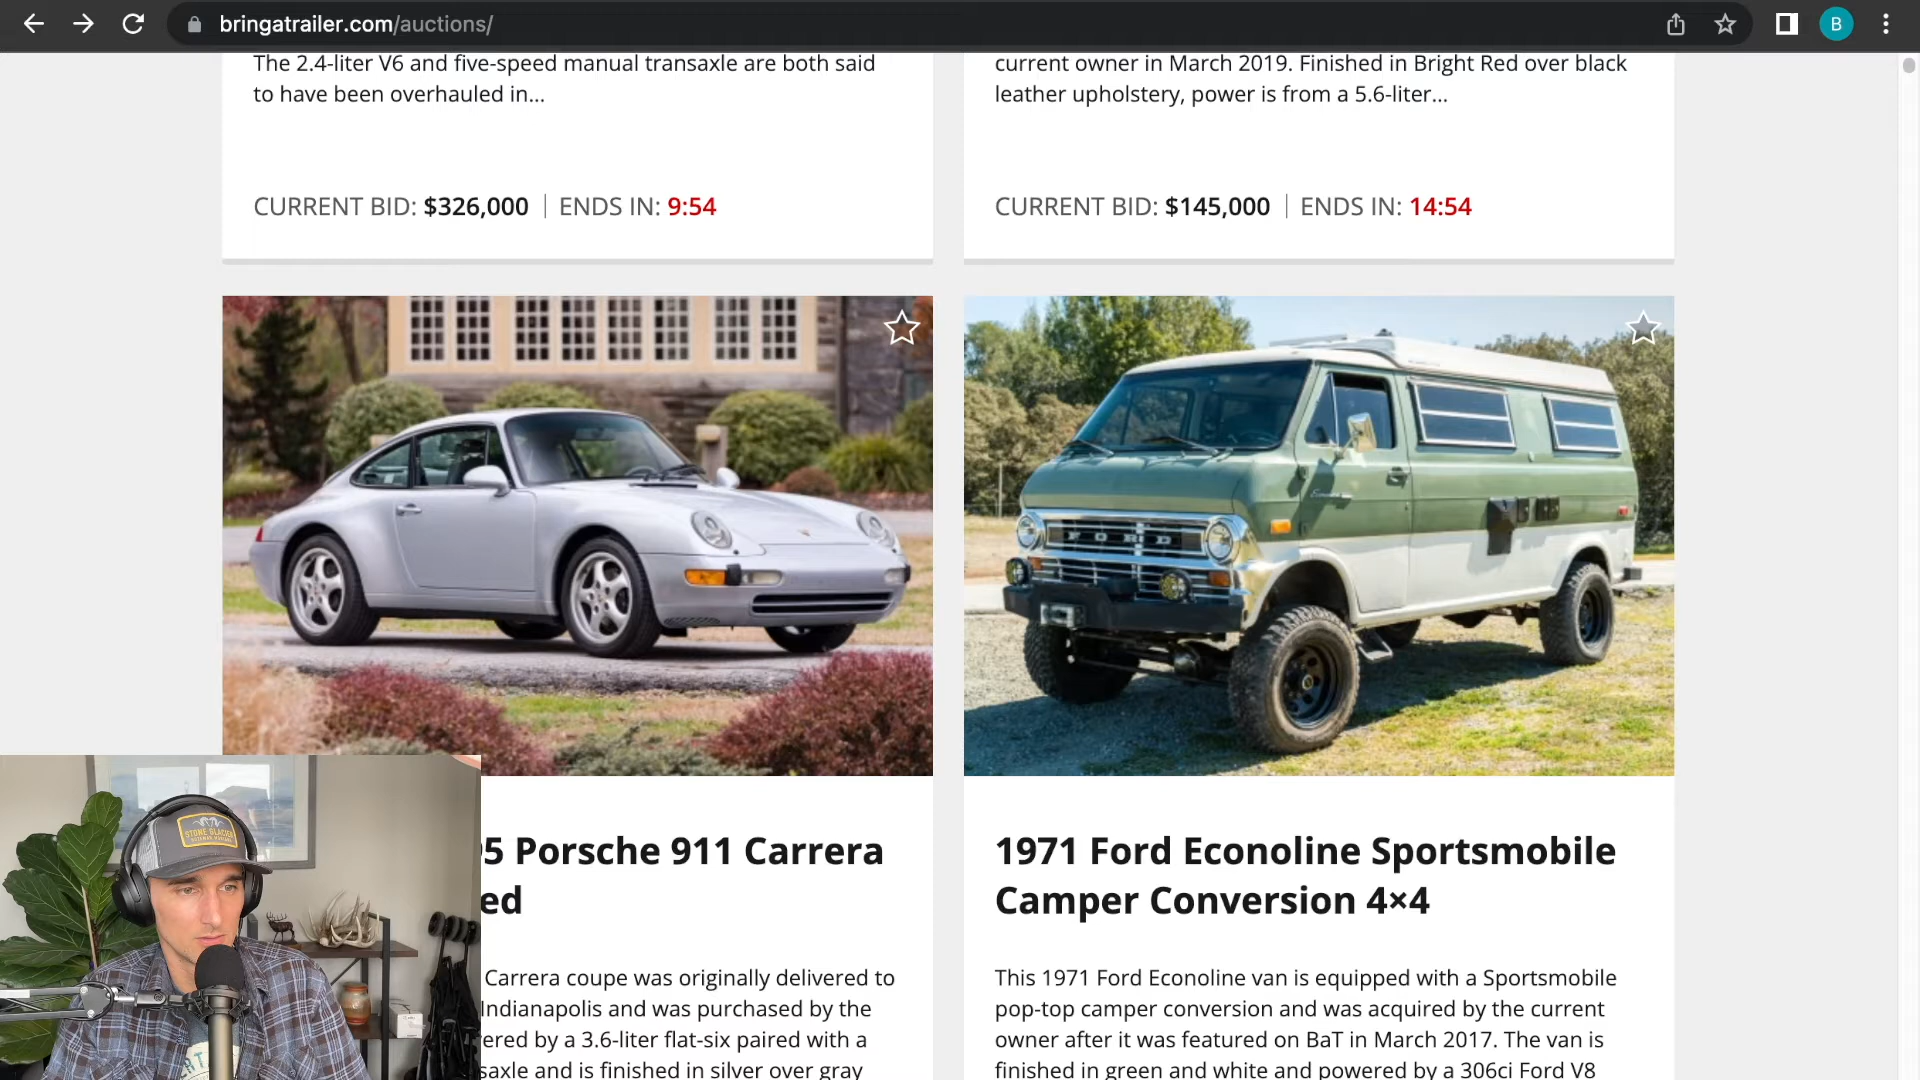 bringatrailer.com/auctions/
B
The 2.4-liter V6 and five-speed manual transaxle are both said
to have been overhauled in...
current owner in March 2019. Finished in Bright Red over black
leather upholstery, power is from a 5.6-liter...
CURRENT BID: $326,000 | ENDS IN: 9:54
CURRENT BID: $145,000 | ENDS IN: 14:54
FORD
STONE GLACIER
5 Porsche 911 Carrera
ed
Carrera coupe was originally delivered to
Indianapolis and was purchased by the
ered by a 3.6-liter flat-six paired with a
saxle and is finished in silver over gray
1971 Ford Econoline Sportsmobile
Camper Conversion 4×4
This 1971 Ford Econoline van is equipped with a Sportsmobile
pop-top camper conversion and was acquired by the current
owner after it was featured on BaT in March 2017. The van is
finished in green and white and powered by a 306ci Ford V8